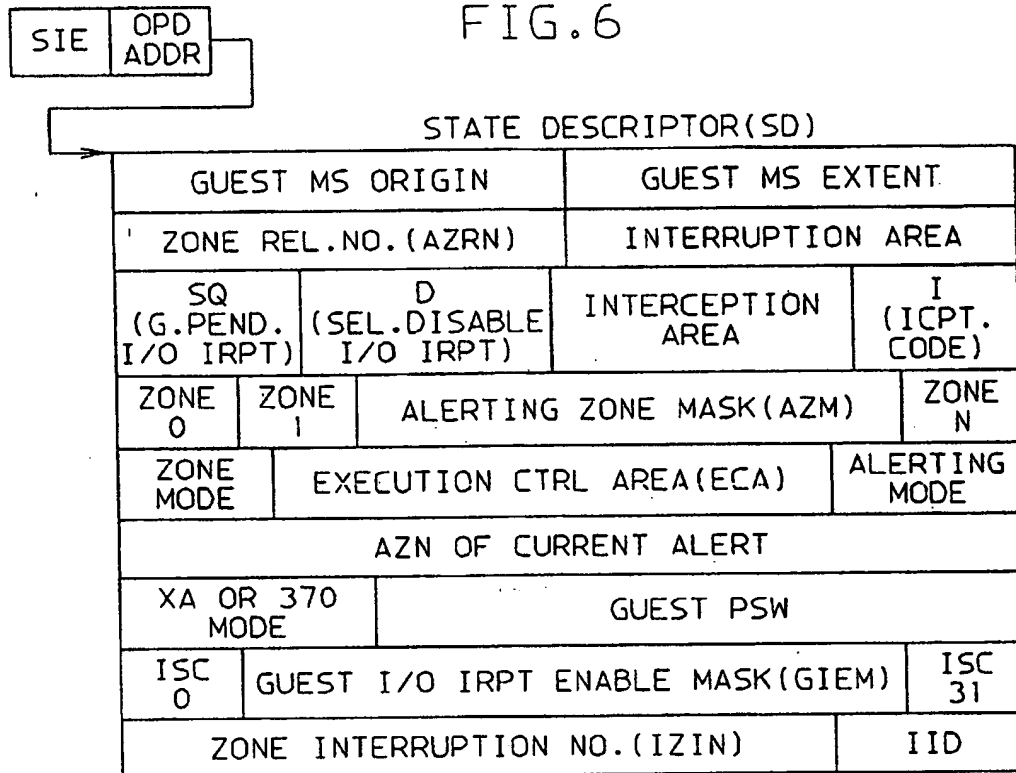 FIG.6
SIE
OPD
ADDR
STATE DESCRIPTOR(SD)
GUEST MS ORIGIN
GUEST MS EXTENT
ZONE REL.NO.(AZRN)
INTERRUPTION AREA
SQ
(G.PEND.
I/O IRPT)
D
(SEL.DISABLE
I/O IRPT)
INTERCEPTION
AREA
I
(ICPT.
CODE)
ZONE
0
ZONE
1
ALERTING ZONE MASK(AZM)
ZONE
N
ZONE
MODE
EXECUTION CTRL AREA(ECA)
ALERTING
MODE
AZN OF CURRENT ALERT
XA OR 370
MODE
GUEST PSW
ISC
0
GUEST I/O IRPT ENABLE MASK(GIEM)
ISC
31
ZONE INTERRUPTION NO.(IZIN)
IID